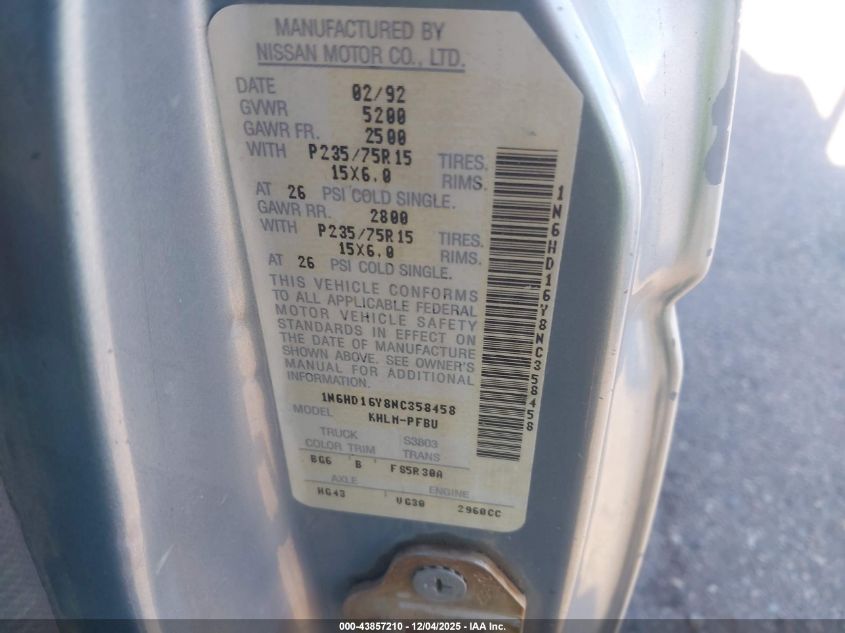 MANUFACTURED BY
NISSAN MOTOR CO., LTD.
DATE 02/92
GVWR 5200
GAWR FR. 2500
WITH P235/75R15 TIRES.
15X6.0 RIMS.
AT 26 PSI COLD SINGLE.
GAWR RR. 2800
WITH P235/75R15 TIRES.
15X6.0 RIMS.
AT 26 PSI COLD SINGLE.
THIS VEHICLE CONFORMS
TO ALL APPLICABLE FEDERAL
MOTOR VEHICLE SAFETY
STANDARDS IN EFFECT ON
THE DATE OF MANUFACTURE
SHOWN ABOVE. SEE OWNER'S
MANUAL FOR ADDITIONAL
INFORMATION.
1N6HD16Y8NC358458
MODEL KHLM-PFBU
TRUCK S3803
COLOR TRIM TRANS
BG6 B FS5R30A
AXLE ENGINE
HG43 VG30 2960CC
1N6HD16Y8NC358458
000-43857210 - 12/04/2025 - IAA Inc.